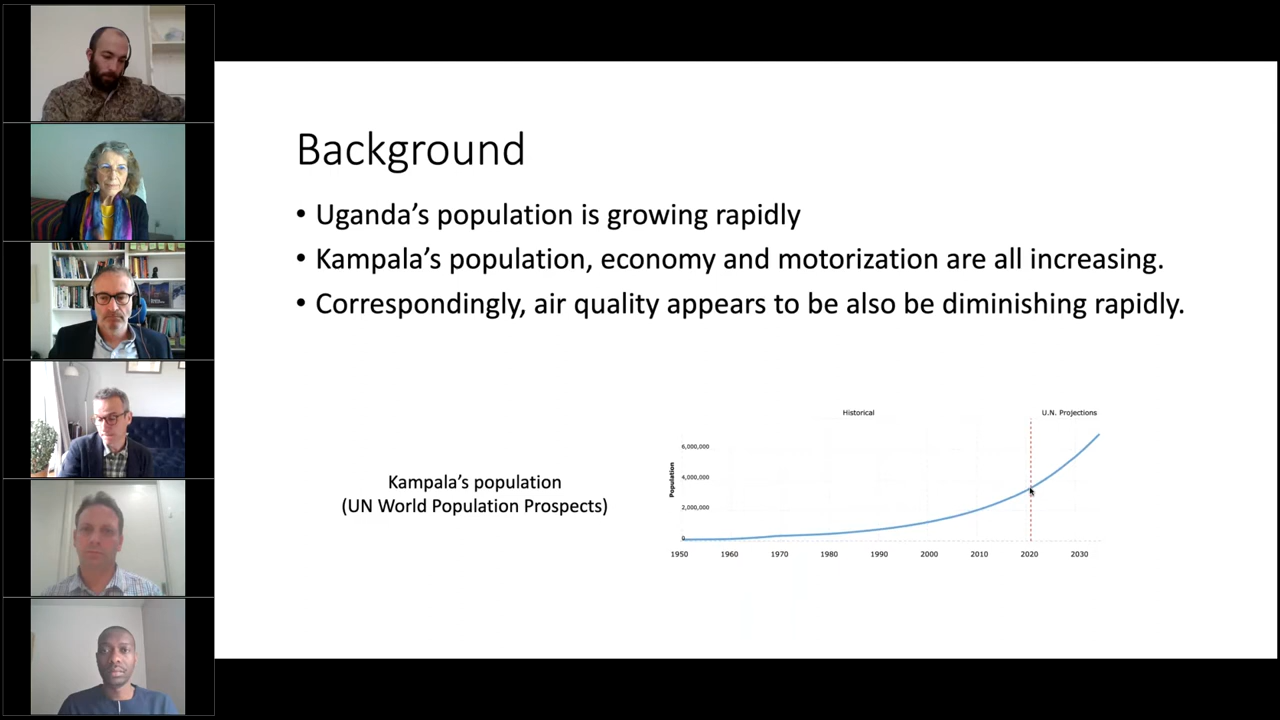 Background
• Uganda’s population is growing rapidly
• Kampala’s population, economy and motorization are all increasing.
• Correspondingly, air quality appears to be also be diminishing rapidly.
Kampala’s population
(UN World Population Prospects)
Historical
U.N. Projections
Population
6,000,000
4,000,000
2,000,000
0
1950
1960
1970
1980
1990
2000
2010
2020
2030